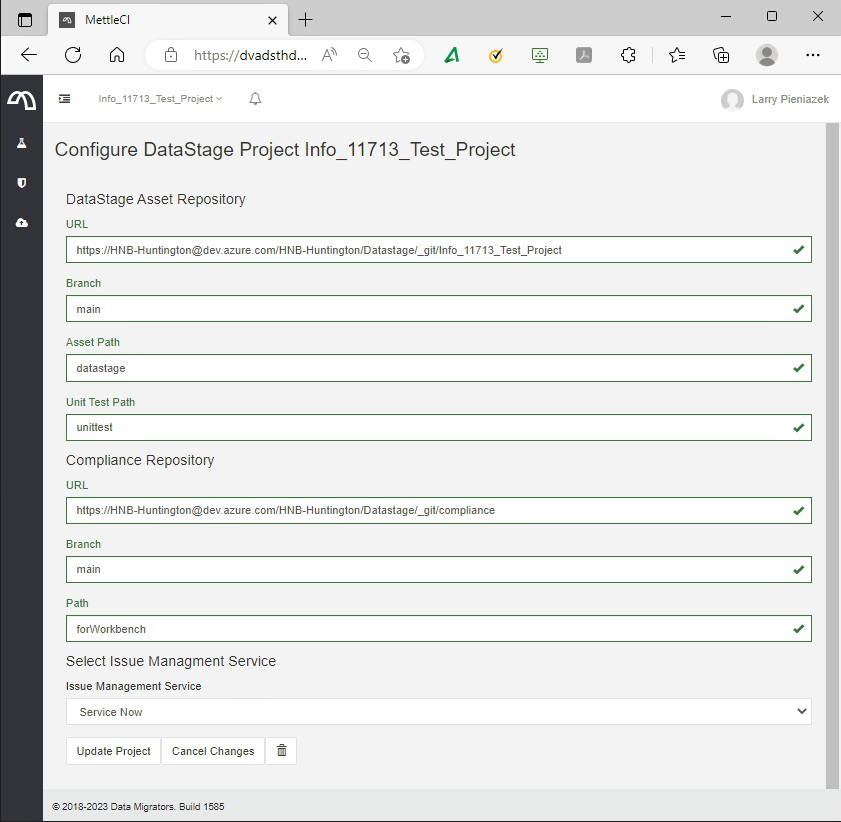 MettleCI
https://dvadsthd...
Info_11713_Test_Project
Larry Pieniazek
Configure DataStage Project Info_11713_Test_Project
DataStage Asset Repository
URL
https://HNB-Huntington@dev.azure.com/HNB-Huntington/Datastage/_git/Info_11713_Test_Project
Branch
main
Asset Path
datastage
Unit Test Path
unittest
Compliance Repository
URL
https://HNB-Huntington@dev.azure.com/HNB-Huntington/Datastage/_git/compliance
Branch
main
Path
forWorkbench
Select Issue Managment Service
Issue Management Service
Service Now
Update Project Cancel Changes
© 2018-2023 Data Migrators. Build 1585